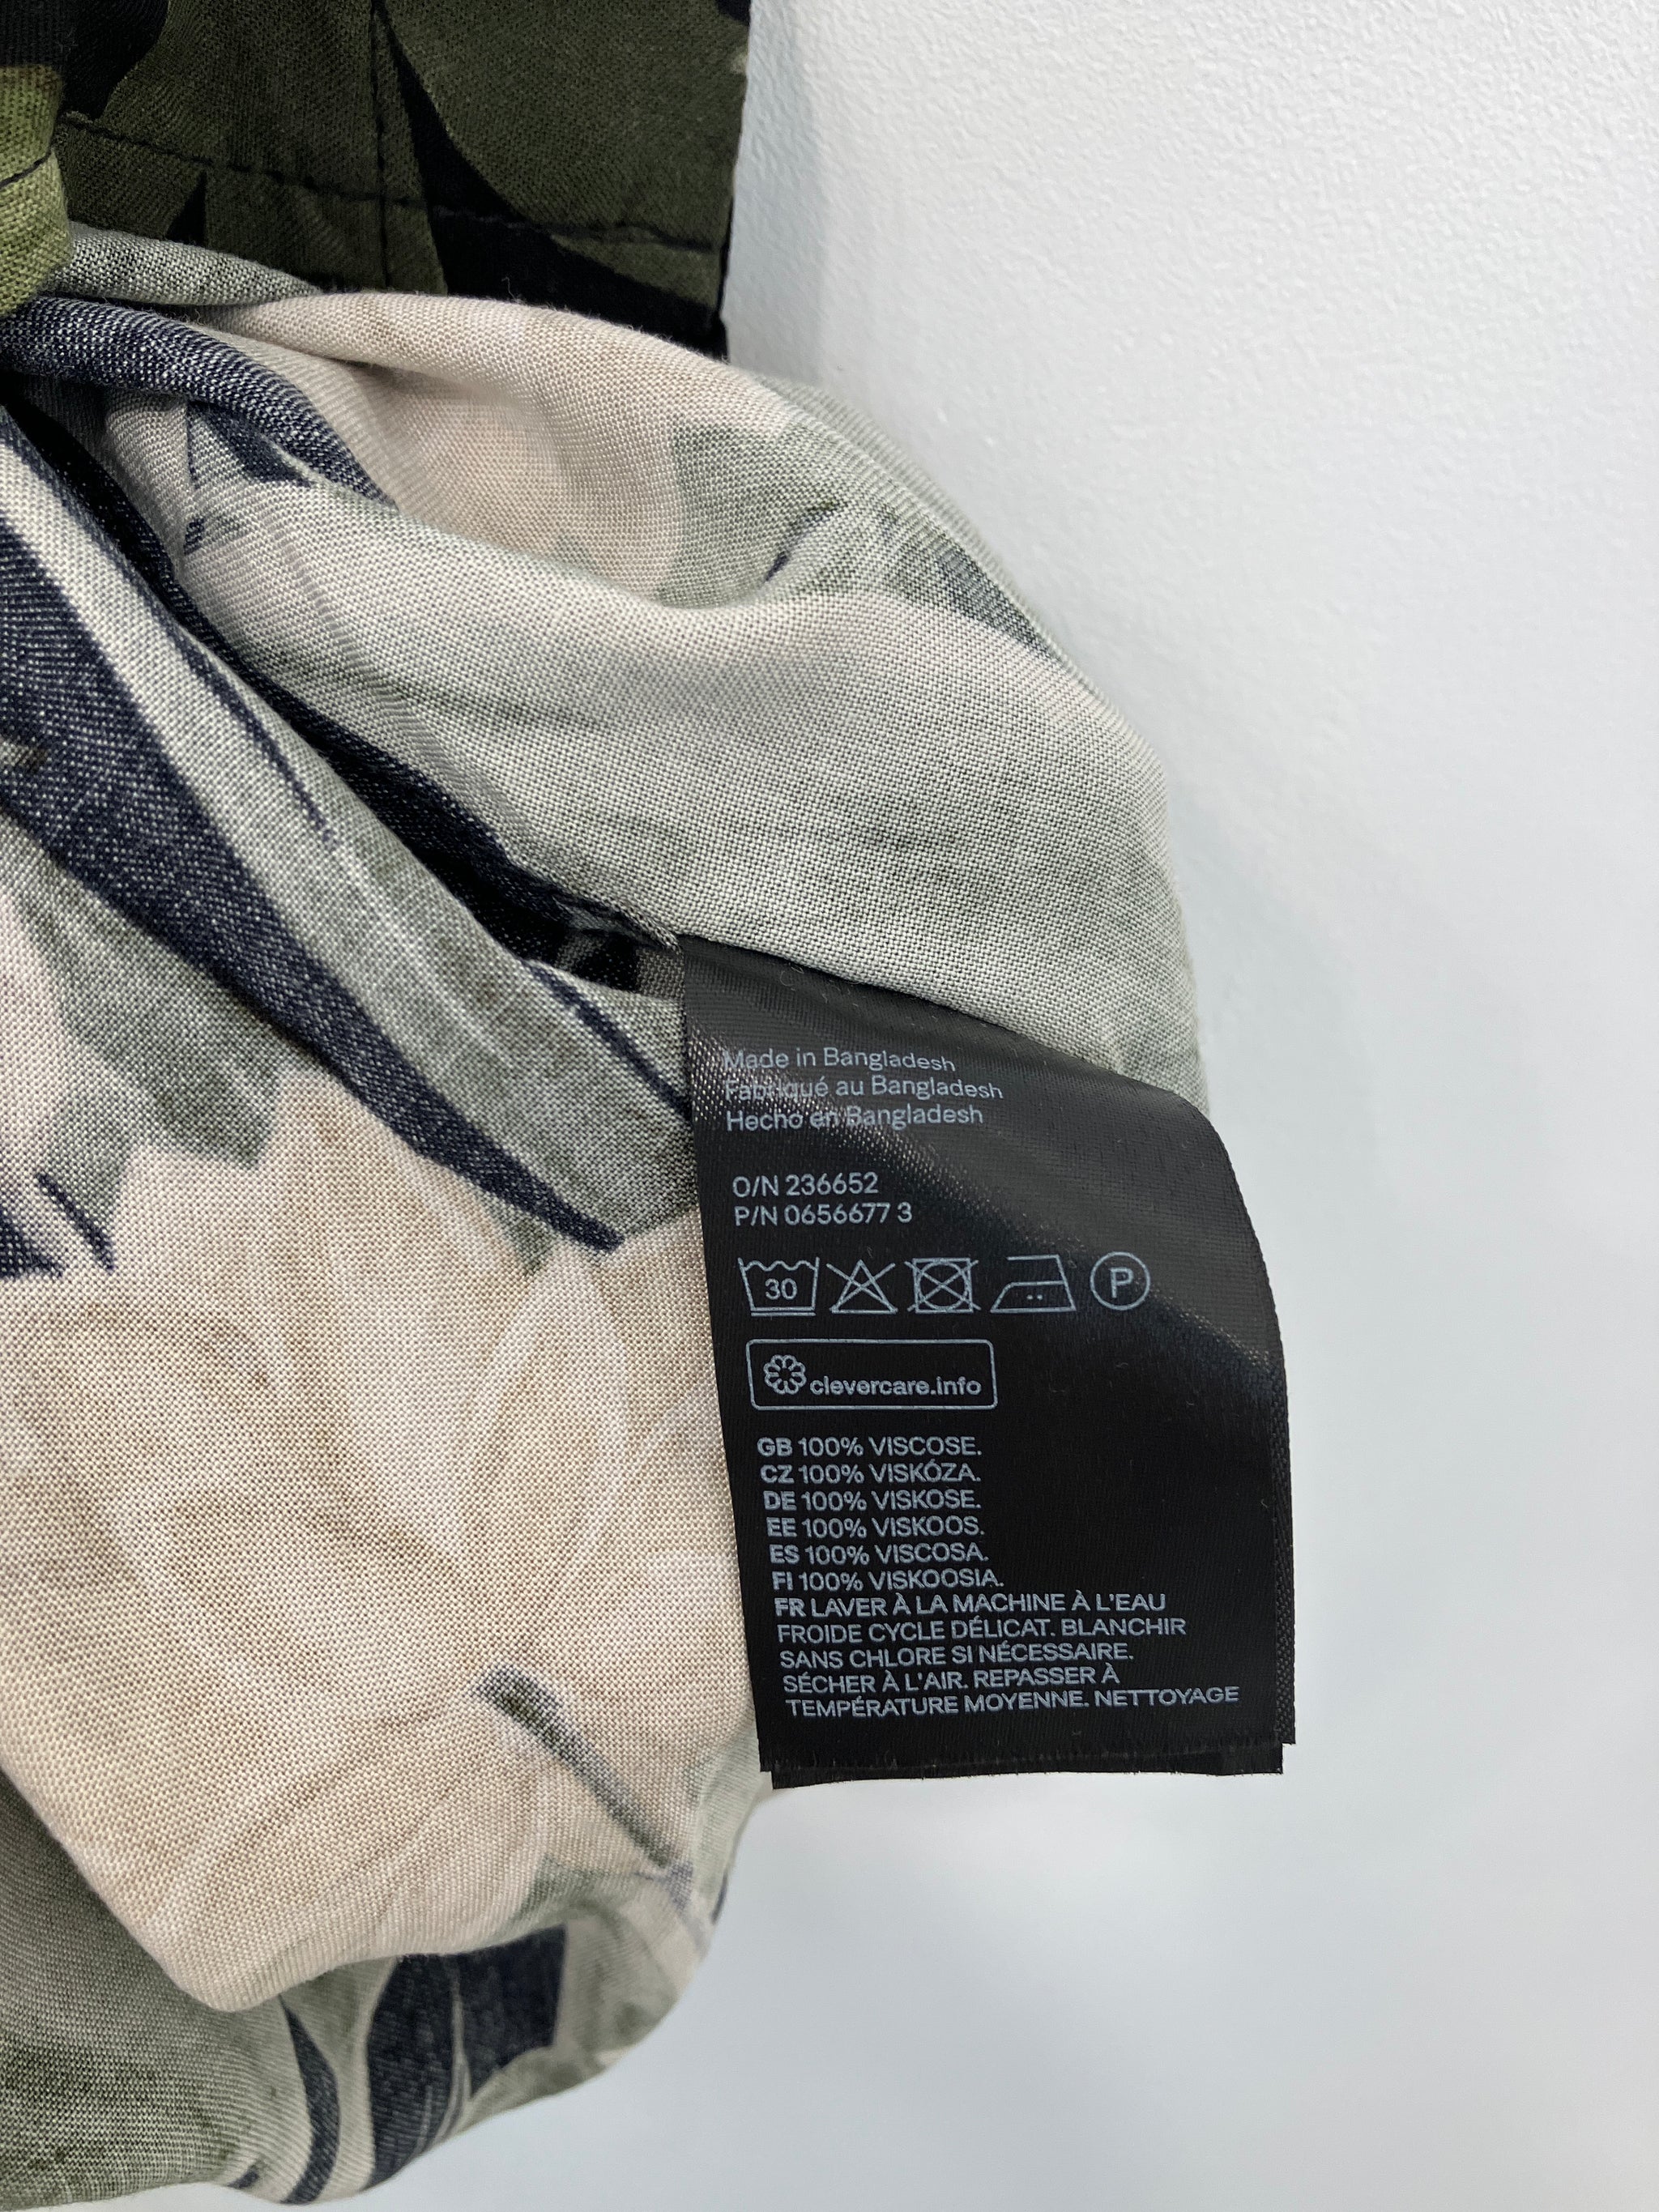 Made in Bangladesh
Fabriqué au Bangladesh
Hecho en Bangladesh
O/N 236652
P/N 0656677 3
30 P
clevercare.info
GB 100% VISCOSE.
CZ 100% VISKÓZA.
DE 100% VISKOSE.
EE 100% VISKOOS.
ES 100% VISCOSA.
FI 100% VISKOOSIA.
FR LAVER À LA MACHINE À L'EAU
FROIDE CYCLE DÉLICAT. BLANCHIR
SANS CHLORE SI NÉCESSAIRE.
SÉCHER À L'AIR. REPASSER À
TEMPÉRATURE MOYENNE. NETTOYAGE